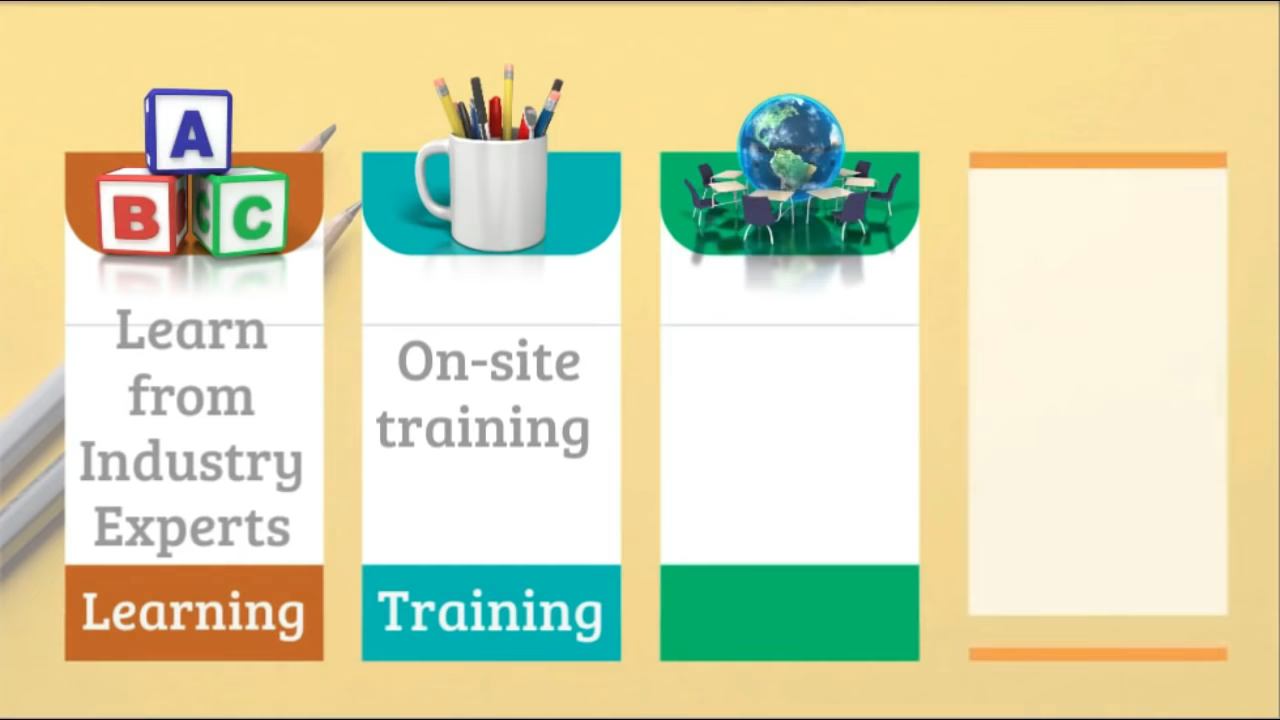 A
B C
Learn
from
Industry
Experts
Learning
On-site
training
Training